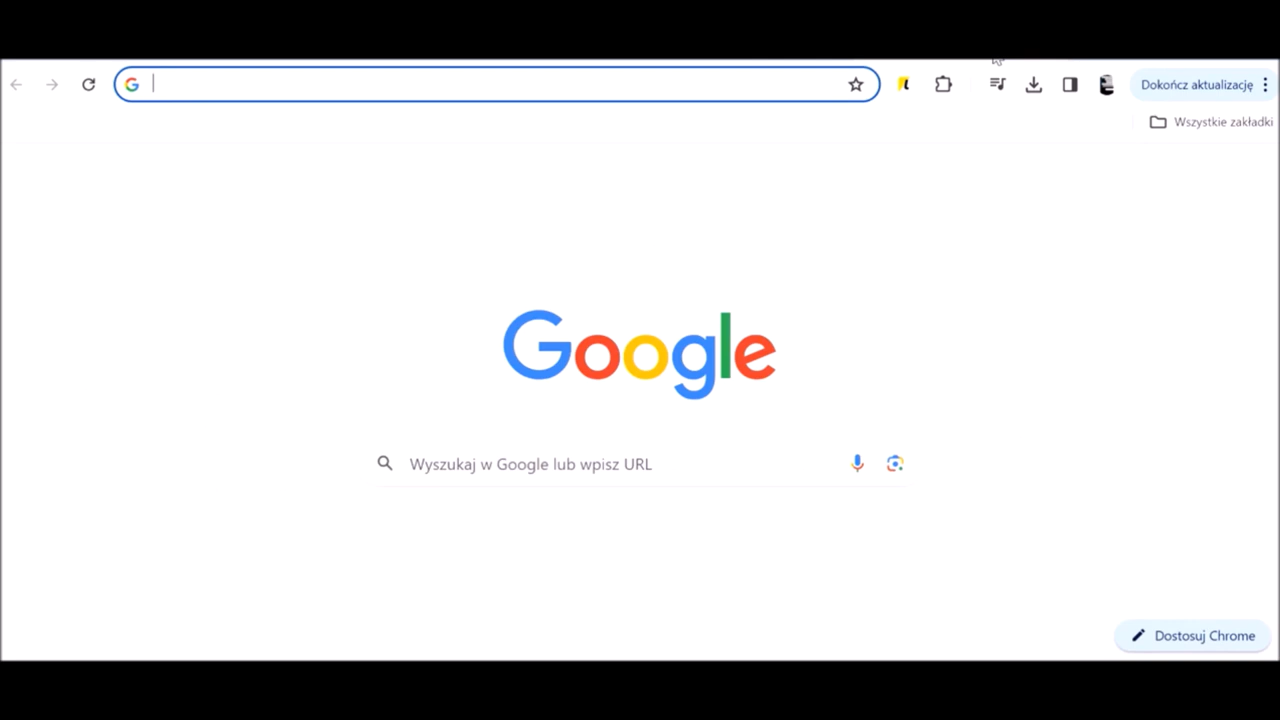 Dokończ aktualizację
Wszystkie zakładki
Google
Wyszukaj w Google lub wpisz URL
Dostosuj Chrome